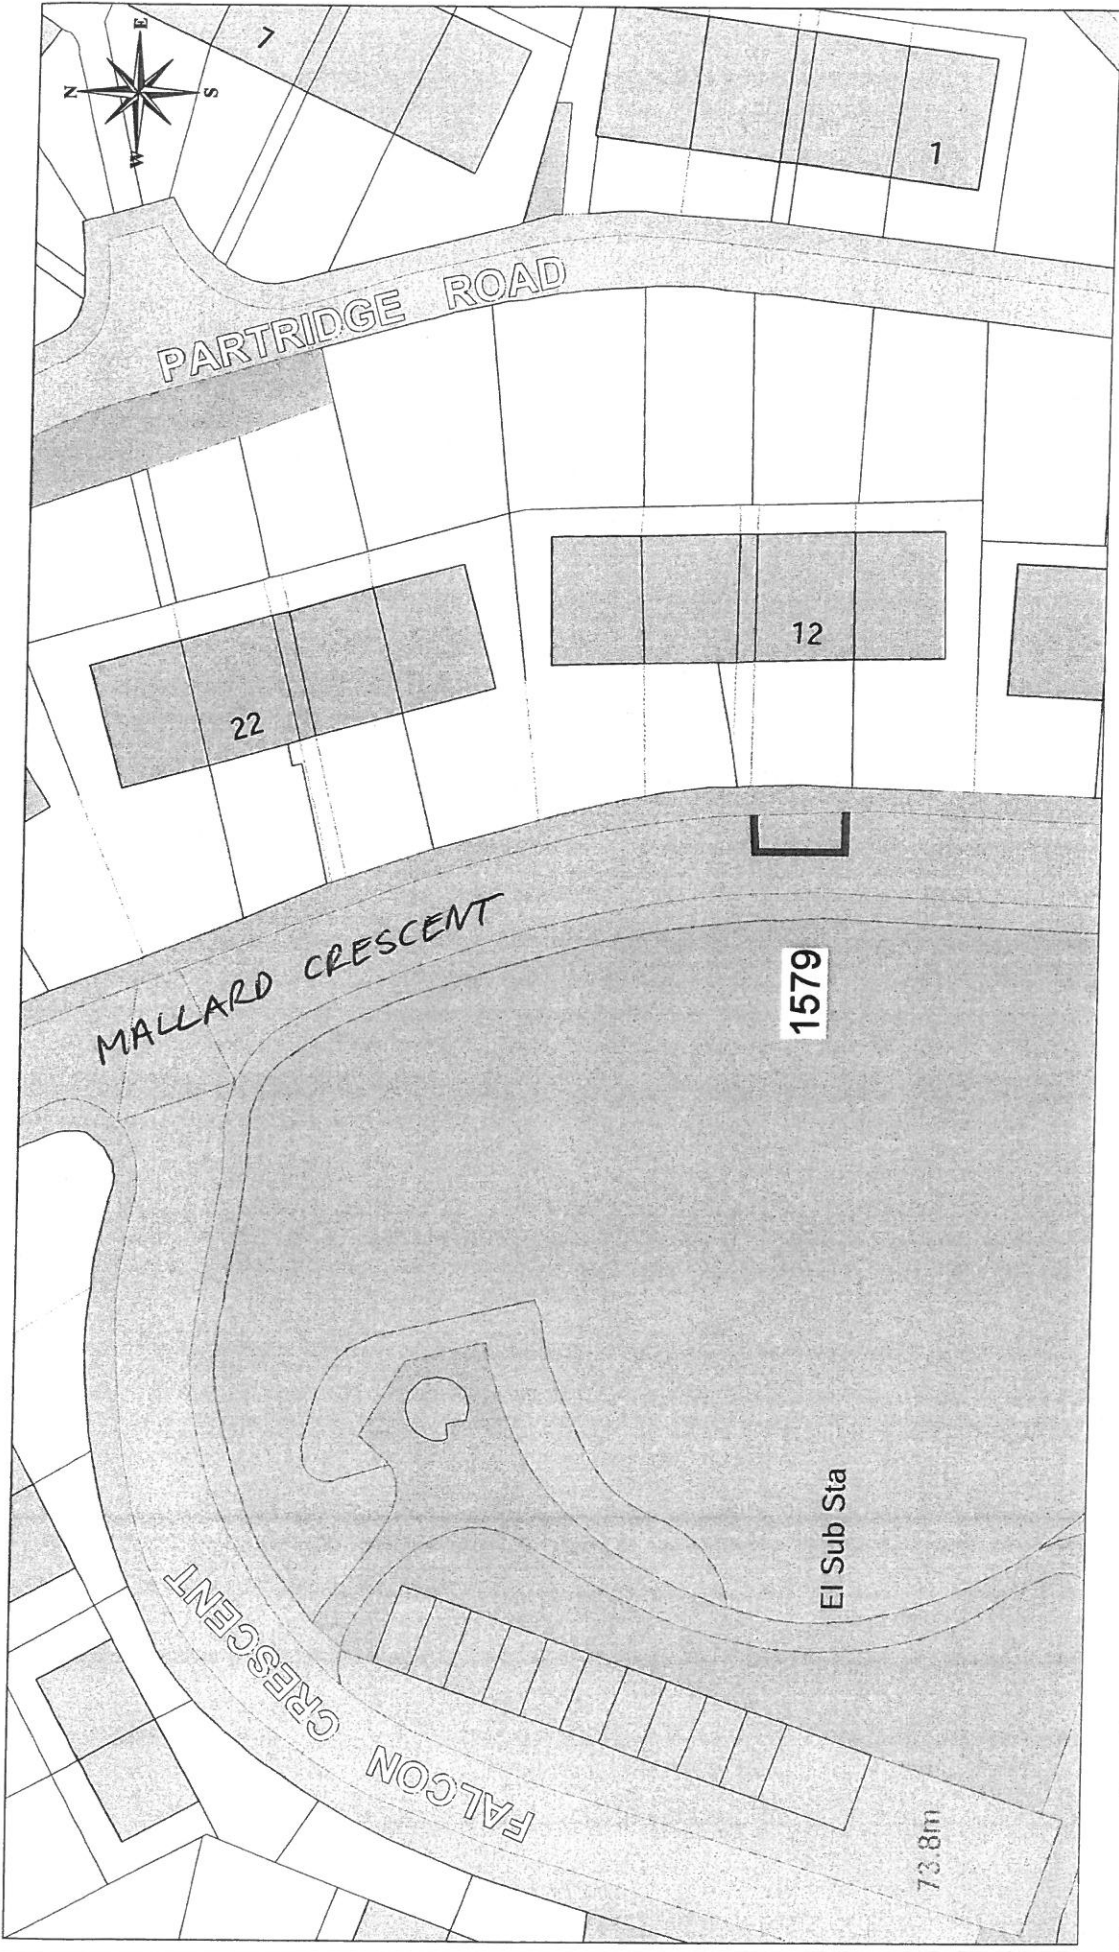 N
E
S
W
7
1
PARTRIDGE ROAD
12
22
MALLARD CRESCENT
1579
El Sub Sta
FALCON CRESCENT
73.8m